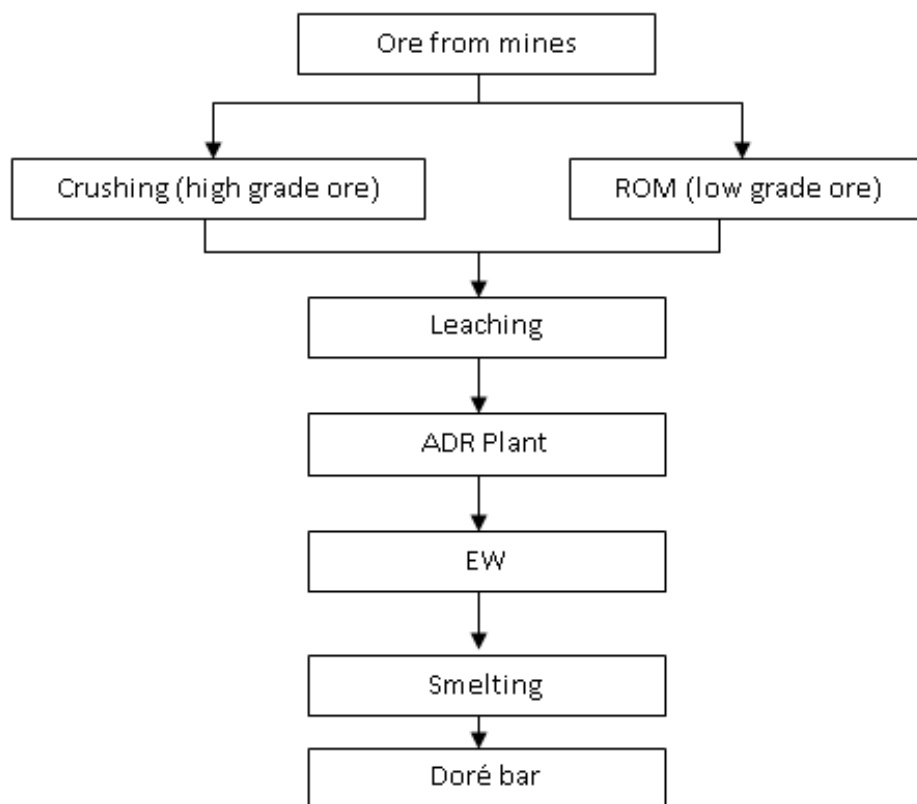 Ore from mines
Crushing (high grade ore)
ROM (low grade ore)
Leaching
ADR Plant
EW
Smelting
Doré bar